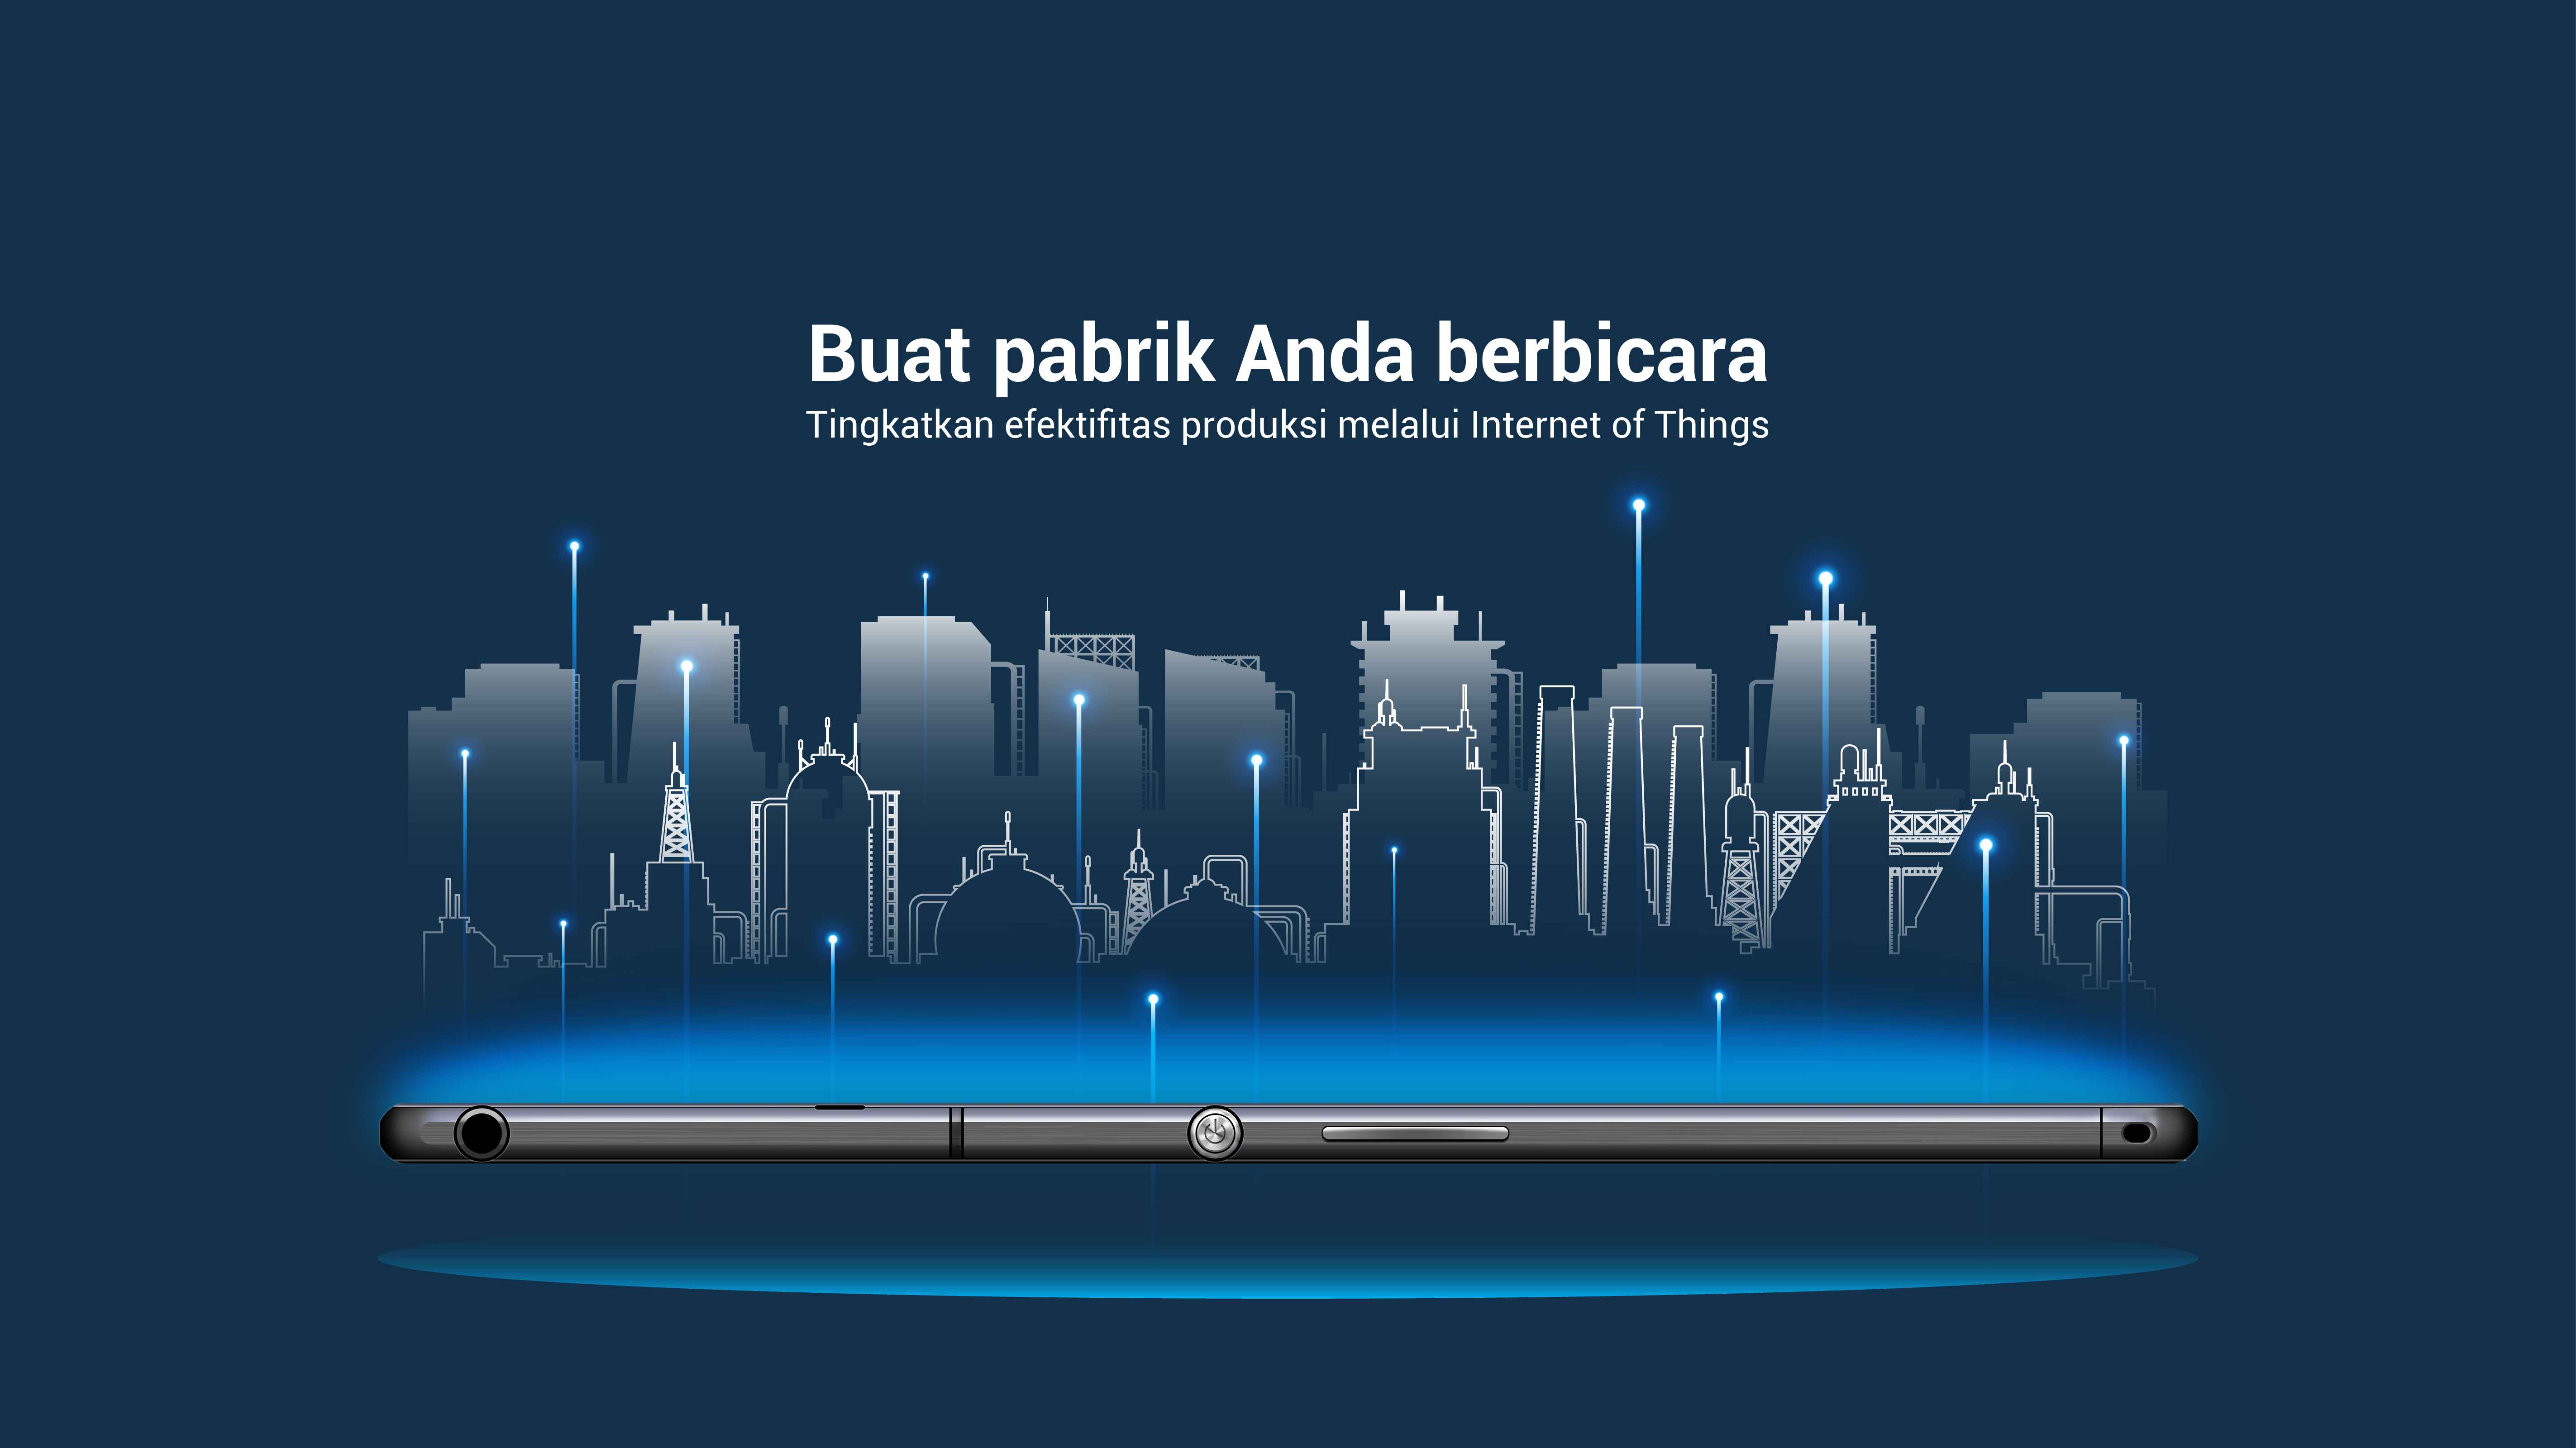 Buat pabrik Anda berbicara
Tingkatkan efektifitas produksi melalui Internet of Things